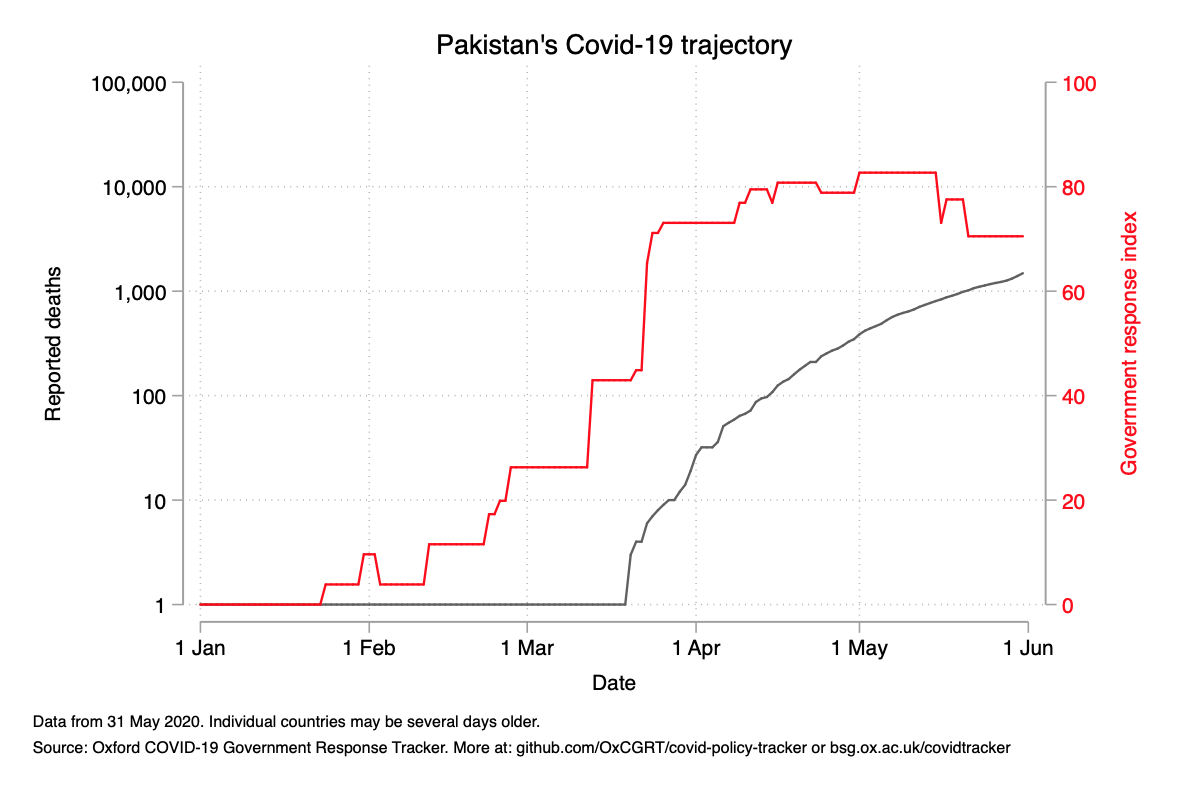 Pakistan's Covid-19 trajectory
100,000
10,000
1,000
100
10
1
Reported deaths
100
80
60
40
20
0
Government response index
1 Jan
1 Feb
1 Mar
1 Apr
1 May
1 Jun
Date
Data from 31 May 2020. Individual countries may be several days older.
Source: Oxford COVID-19 Government Response Tracker. More at: github.com/OxCGRT/covid-policy-tracker or bsg.ox.ac.uk/covidtracker